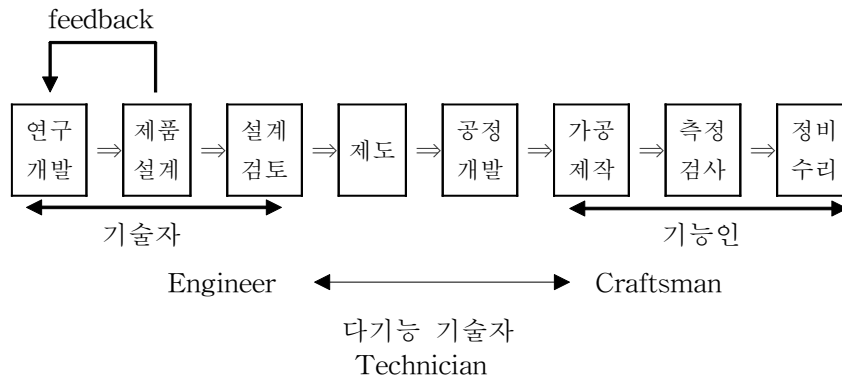 feedback
연구
개발
⇒
제품
설계
⇒
설계
검토
⇒
제도
⇒
공정
개발
⇒
가공
제작
⇒
측정
검사
⇒
정비
수리
기술자
기능인
Engineer
Craftsman
다기능 기술자
Technician